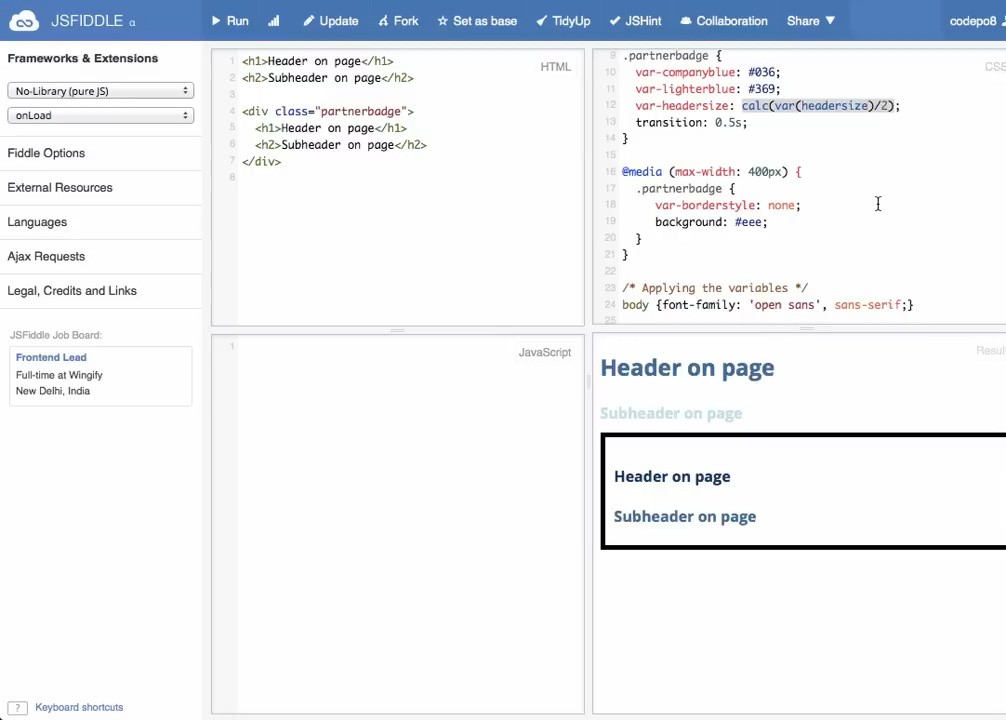 JSFIDDLE α
Run
Update
Fork
Set as base
TidyUp
JSHint
Collaboration
Share ▼
codepo8
Frameworks & Extensions
No-Library (pure JS)
onLoad
Fiddle Options
External Resources
Languages
Ajax Requests
Legal, Credits and Links
JSFiddle Job Board:
Frontend Lead
Full-time at Wingify
New Delhi, India
? Keyboard shortcuts
HTML
1 <h1>Header on page</h1>
2 <h2>Subheader on page</h2>
3
4 <div class="partnerbadge">
5 <h1>Header on page</h1>
6 <h2>Subheader on page</h2>
7 </div>
8
CSS
9 .partnerbadge {
10 var-companyblue: #036;
11 var-lighterblue: #369;
12 var-headersize: calc(var(headersize)/2);
13 transition: 0.5s;
14 }
15
16 @media (max-width: 400px) {
17 .partnerbadge {
18 var-borderstyle: none;
19 background: #eee;
20 }
21 }
22
23 /* Applying the variables */
24 body {font-family: 'open sans', sans-serif;}
25
1
JavaScript
Resul
Header on page
Subheader on page
Header on page
Subheader on page